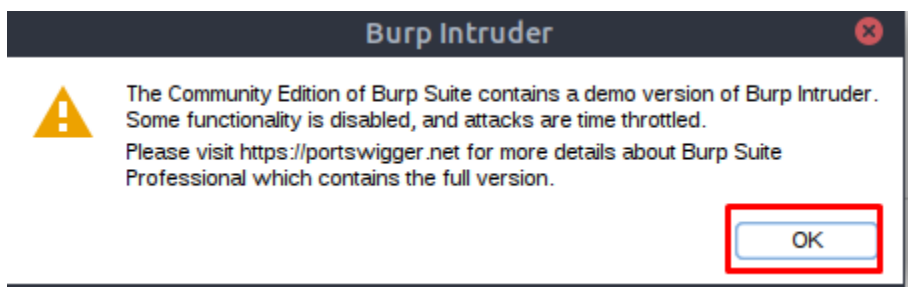 Burp Intruder
The Community Edition of Burp Suite contains a demo version of Burp Intruder.
Some functionality is disabled, and attacks are time throttled.
Please visit https://portswigger.net for more details about Burp Suite
Professional which contains the full version.
OK